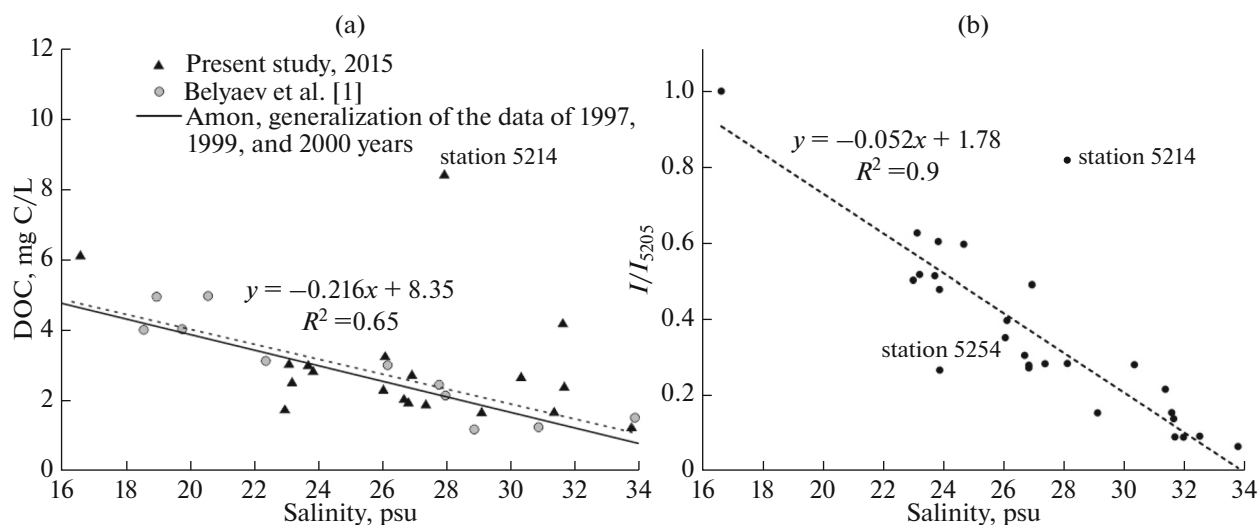 (a)
12
10
8
6
4
2
0
DOC, mg C/L
Present study, 2015
Belyaev et al. [1]
Amon, generalization of the data of 1997,
1999, and 2000 years
station 5214
y = −0.216x + 8.35
R² =0.65
16 18 20 22 24 26 28 30 32 34
Salinity, psu
(b)
1.0
0.8
0.6
0.4
0.2
0
I/I₅₂₀₅
y = −0.052x + 1.78
R² =0.9
station 5214
station 5254
16 18 20 22 24 26 28 30 32 34
Salinity, psu